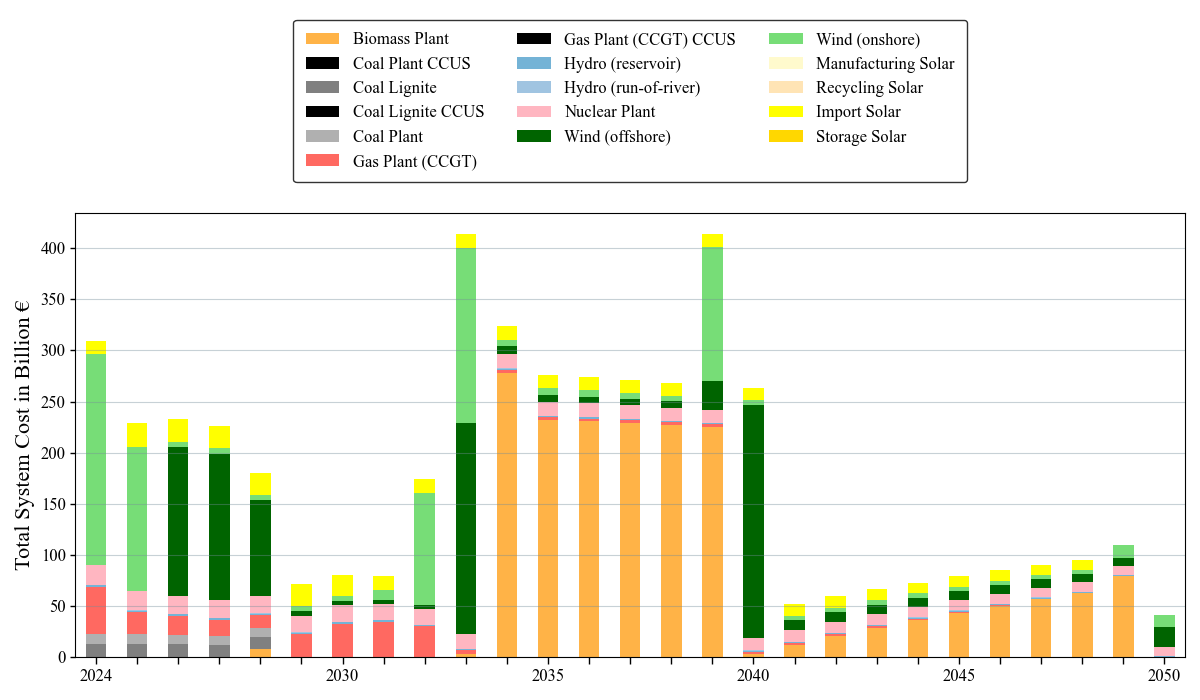 Biomass Plant
Coal Plant CCUS
Coal Lignite
Coal Lignite CCUS
Coal Plant
Gas Plant (CCGT)
Gas Plant (CCGT) CCUS
Hydro (reservoir)
Hydro (run-of-river)
Nuclear Plant
Wind (offshore)
Wind (onshore)
Manufacturing Solar
Recycling Solar
Import Solar
Storage Solar
Total System Cost in Billion €
400
350
300
250
200
150
100
50
0
2024
2030
2035
2040
2045
2050